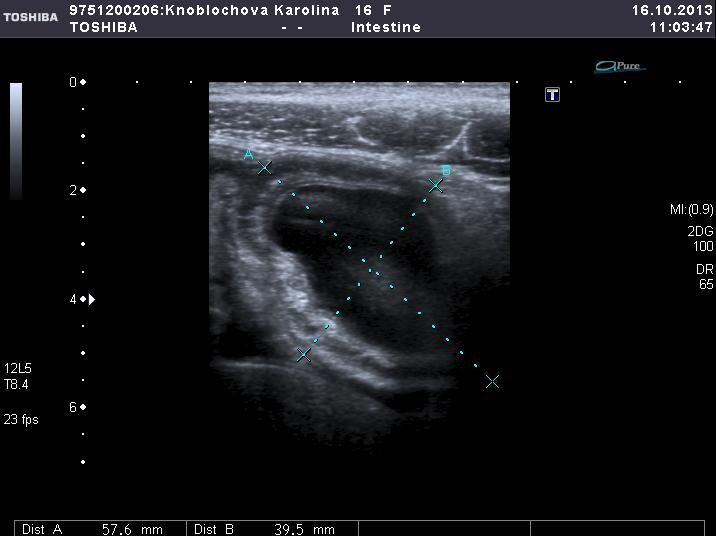 TOSHIBA
9751200206:Knoblochova Karolina 16 F 16.10.2013
TOSHIBA - - Intestine 11:03:47
aPure
0
T
A
B
2
MI:(0.9)
2DG
100
DR
65
4
12L5
T8.4
6
23 fps
Dist A 57.6 mm Dist B 39.5 mm